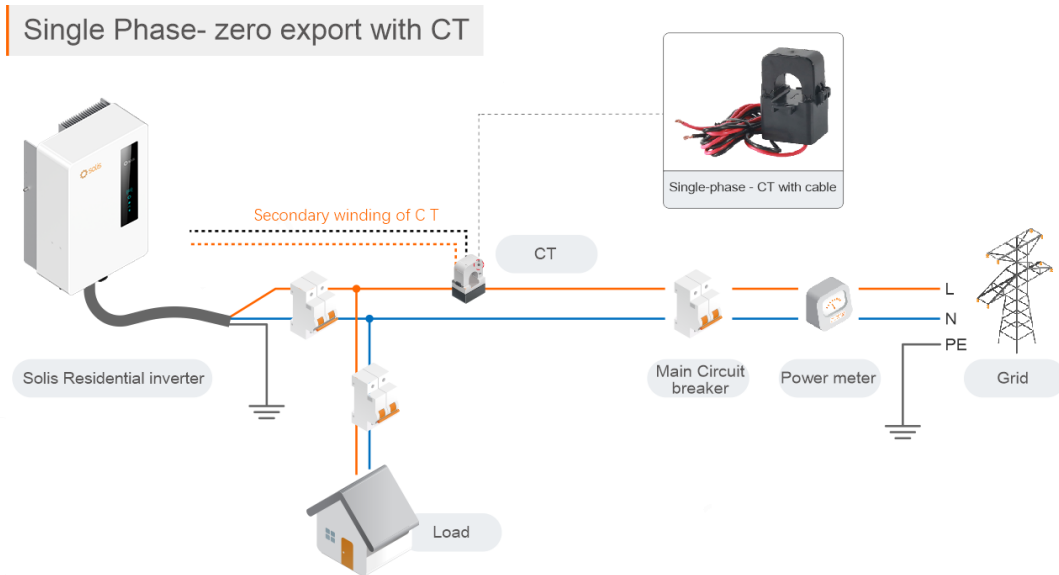 Single Phase- zero export with CT
solis
Single-phase - CT with cable
Secondary winding of C T
CT
L
N
PE
Solis Residential inverter
Main Circuit
breaker
Power meter
Grid
Load